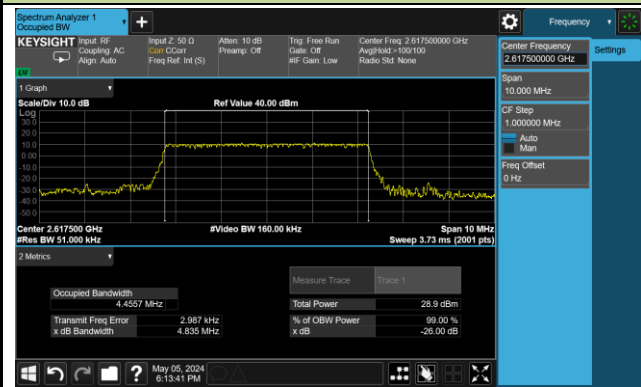 Spectrum Analyzer 1
Occupied BW
+
Frequency
KEYSIGHT
Input: RF
Coupling: AC
Align: Auto
Input Z: 50 Ω
Corr CCorr
Freq Ref: Int (S)
Atten: 10 dB
Preamp: Off
Trig: Free Run
Gate: Off
#IF Gain: Low
Center Freq: 2.617500000 GHz
Avg|Hold:>100/100
Radio Std: None
LXI
Center Frequency
2.617500000 GHz
Settings
Span
10.000 MHz
CF Step
1.000000 MHz
Auto
Man
Freq Offset
0 Hz
1 Graph
Scale/Div 10.0 dB
Ref Value 40.00 dBm
Log
30.0
20.0
10.0
0.00
-10.0
-20.0
-30.0
-40.0
-50.0
Center 2.617500 GHz
#Video BW 160.00 kHz
Span 10 MHz
#Res BW 51.000 kHz
Sweep 3.73 ms (2001 pts)
2 Metrics
Measure Trace
Trace 1
Occupied Bandwidth
4.4557 MHz
Total Power
28.9 dBm
Transmit Freq Error
2.987 kHz
% of OBW Power
99.00 %
x dB Bandwidth
4.835 MHz
x dB
-26.00 dB
?
May 05, 2024
6:13:41 PM